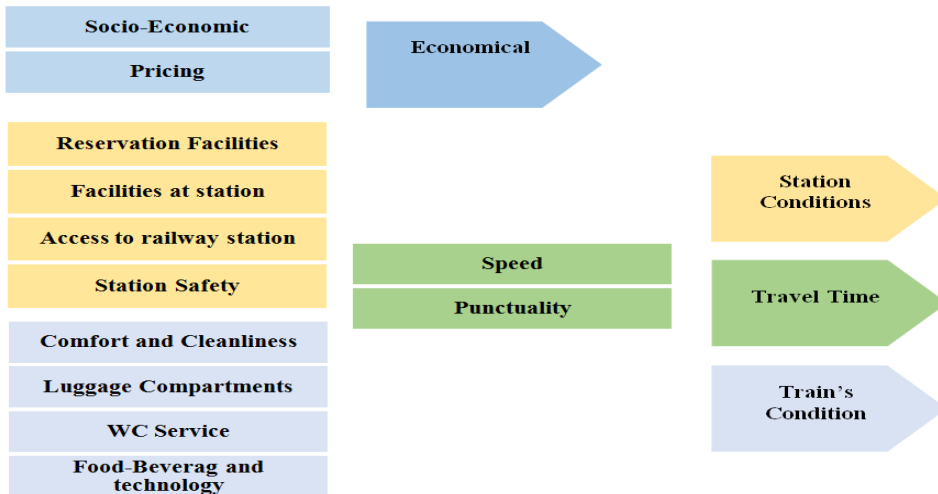 Socio-Economic
Pricing
Economical
Reservation Facilities
Facilities at station
Access to railway station
Station Safety
Speed
Punctuality
Station
Conditions
Travel Time
Train's
Condition
Comfort and Cleanliness
Luggage Compartments
WC Service
Food-Beverag and
technology